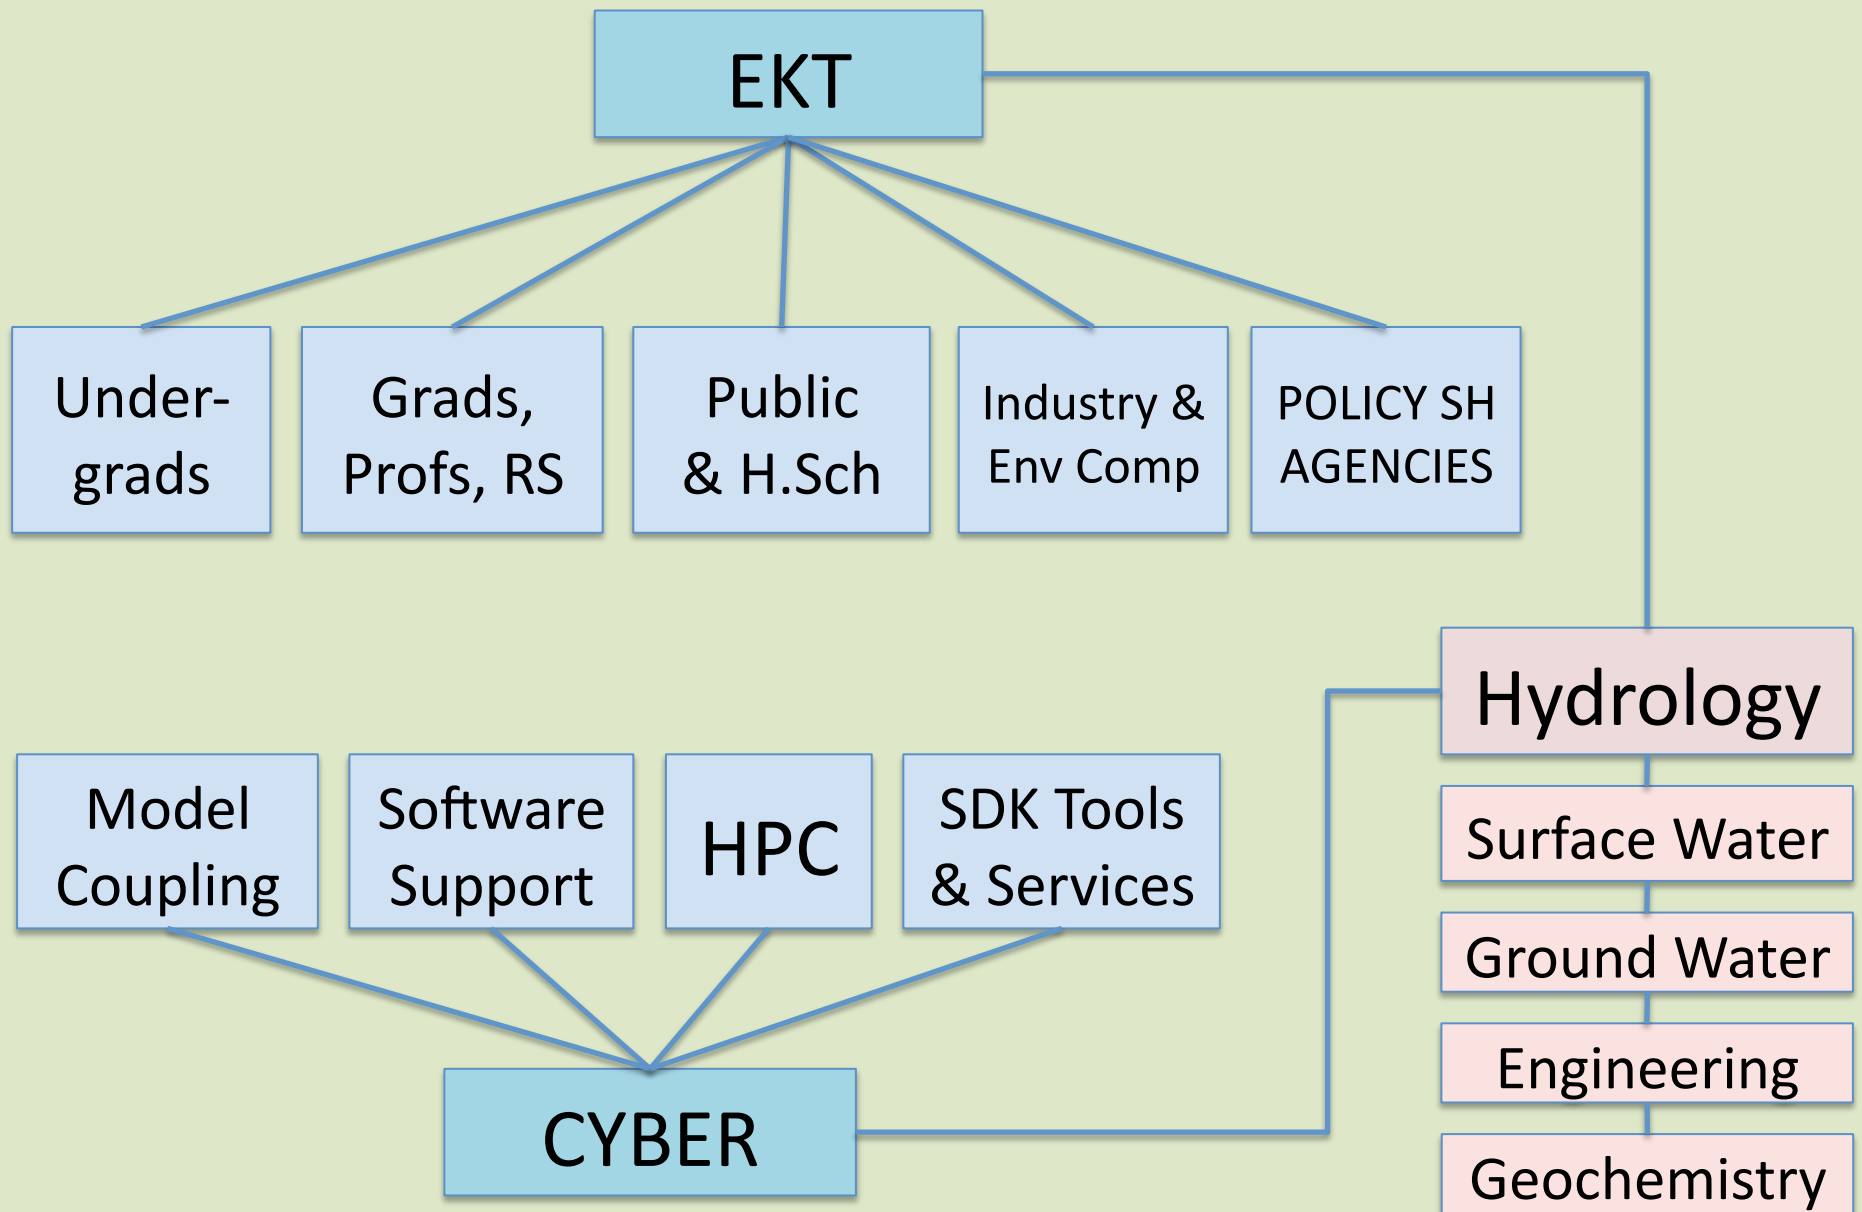 EKT
Under-
grads
Grads,
Profs, RS
Public
& H.Sch
Industry &
Env Comp
POLICY SH
AGENCIES
Hydrology
Surface Water
Ground Water
Engineering
Geochemistry
Model
Coupling
Software
Support
HPC
SDK Tools
& Services
CYBER